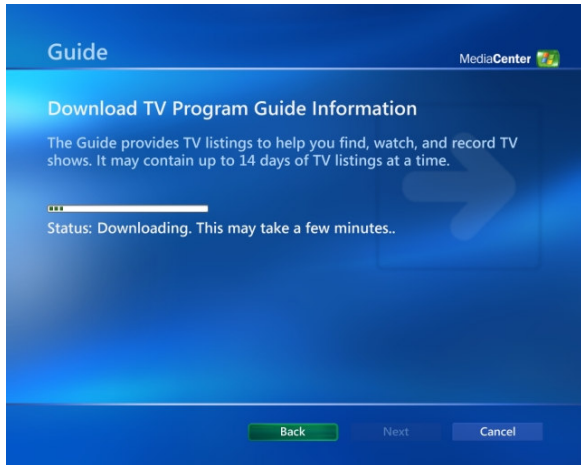 Guide
MediaCenter
Download TV Program Guide Information
The Guide provides TV listings to help you find, watch, and record TV
shows. It may contain up to 14 days of TV listings at a time.
Status: Downloading. This may take a few minutes..
Back Next Cancel